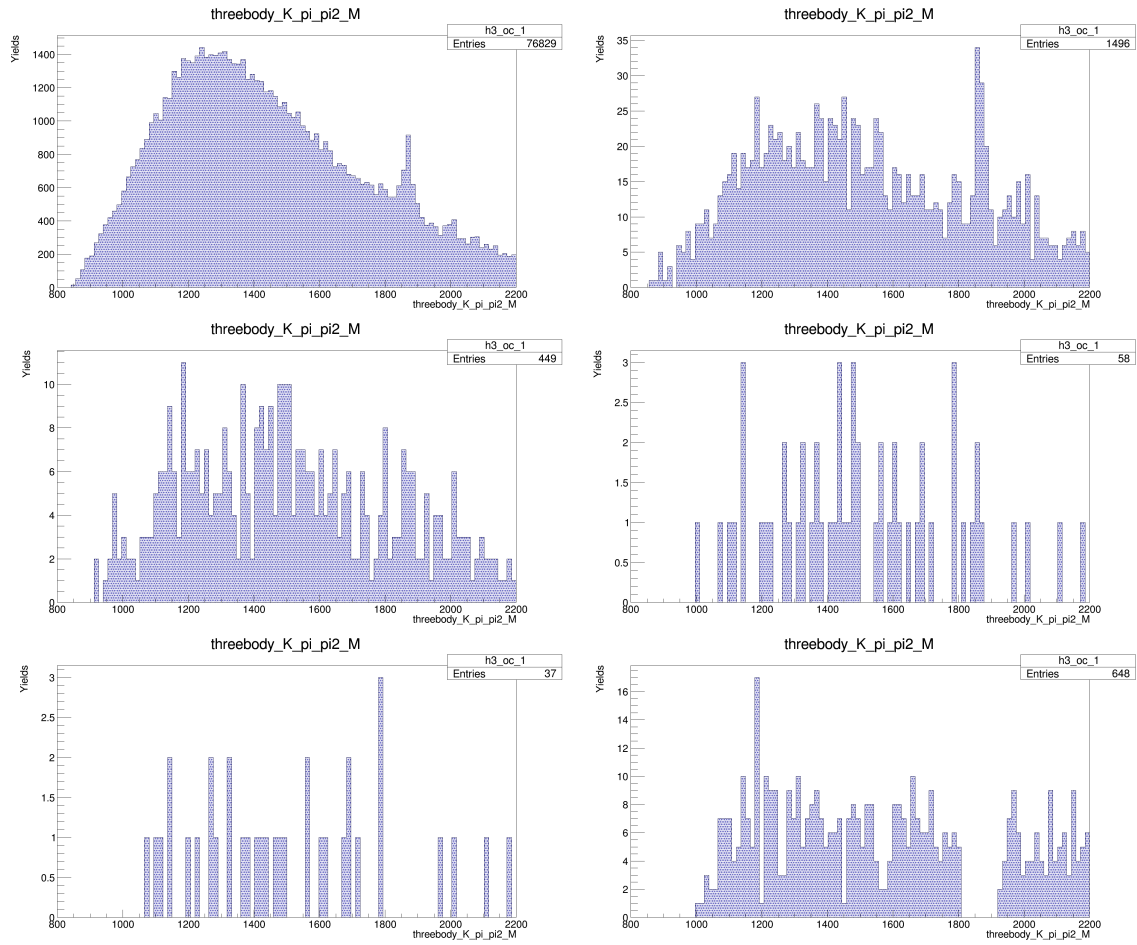 threebody_K_pi_pi2_M
h3_oc_1
Entries 76829
Yields
1400
1200
1000
800
600
400
200
0
800 1000 1200 1400 1600 1800 2000 2200
threebody_K_pi_pi2_M
threebody_K_pi_pi2_M
h3_oc_1
Entries 1496
Yields
35
30
25
20
15
10
5
0
800 1000 1200 1400 1600 1800 2000 2200
threebody_K_pi_pi2_M
threebody_K_pi_pi2_M
h3_oc_1
Entries 449
Yields
10
8
6
4
2
0
800 1000 1200 1400 1600 1800 2000 2200
threebody_K_pi_pi2_M
threebody_K_pi_pi2_M
h3_oc_1
Entries 58
Yields
3
2.5
2
1.5
1
0.5
0
800 1000 1200 1400 1600 1800 2000 2200
threebody_K_pi_pi2_M
threebody_K_pi_pi2_M
h3_oc_1
Entries 37
Yields
3
2.5
2
1.5
1
0.5
0
800 1000 1200 1400 1600 1800 2000 2200
threebody_K_pi_pi2_M
threebody_K_pi_pi2_M
h3_oc_1
Entries 648
Yields
16
14
12
10
8
6
4
2
0
800 1000 1200 1400 1600 1800 2000 2200
threebody_K_pi_pi2_M